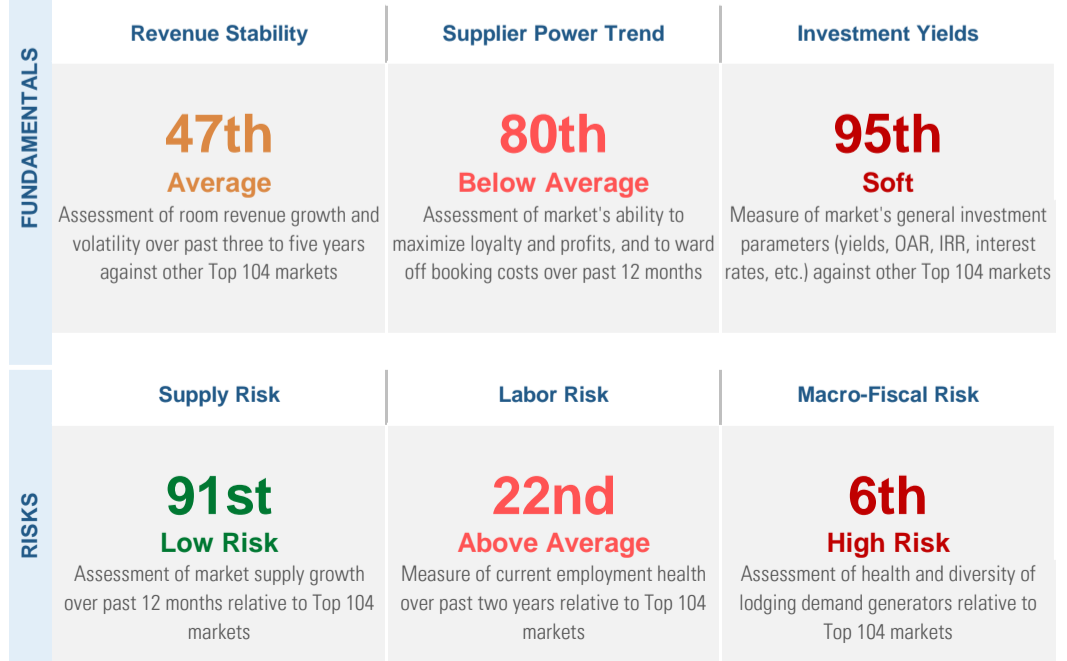 FUNDAMENTALS
Revenue Stability
47th
Average
Assessment of room revenue growth and
volatility over past three to five years
against other Top 104 markets
Supplier Power Trend
80th
Below Average
Assessment of market's ability to
maximize loyalty and profits, and to ward
off booking costs over past 12 months
Investment Yields
95th
Soft
Measure of market's general investment
parameters (yields, OAR, IRR, interest
rates, etc.) against other Top 104 markets
RISKS
Supply Risk
91st
Low Risk
Assessment of market supply growth
over past 12 months relative to Top 104
markets
Labor Risk
22nd
Above Average
Measure of current employment health
over past two years relative to Top 104
markets
Macro-Fiscal Risk
6th
High Risk
Assessment of health and diversity of
lodging demand generators relative to
Top 104 markets